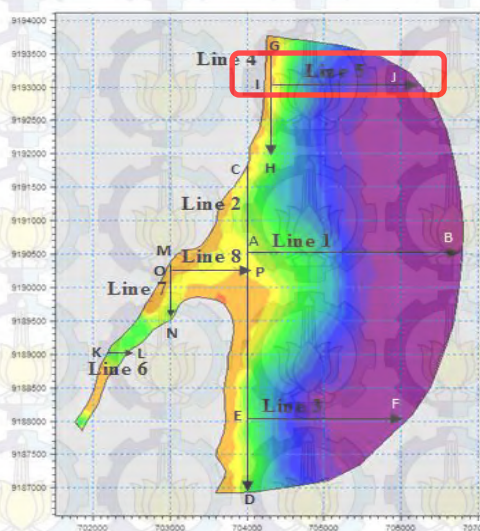 9194000
G
Line 4
9193500
I
Line 5
J
9193000
9192500
9192000
H
C
9191500
Line 2
9191000
A
Line 1
B
M
9190500
Line 8
O
P
9190000
Line 7
9189500
N
K
L
9189000
Line 6
9188500
E
Line 3
F
9188000
9187500
D
9187000
702000
703000
704000
705000
706000